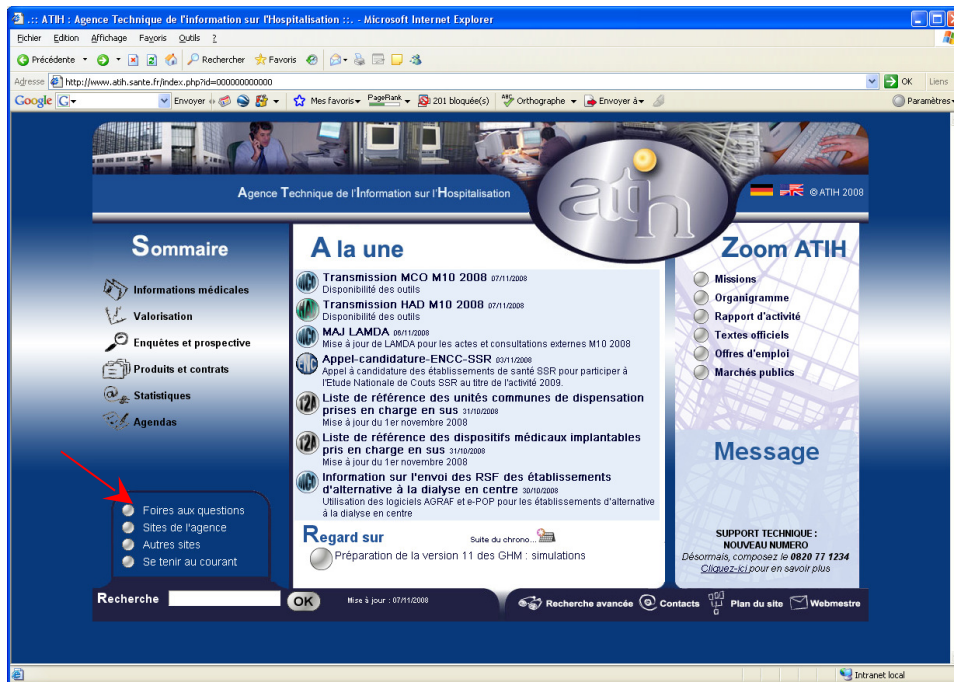 .:: ATIH : Agence Technique de l'information sur l'Hospitalisation ::. - Microsoft Internet Explorer
Fichier Edition Affichage Favoris Outils ?
Précédente Rechercher Favoris
Adresse http://www.atih.sante.fr/index.php?id=000000000000 OK Liens
Google G Envoyer Mes favoris PageRank 201 bloquée(s) ABC Orthographe Envoyer à Paramètres
atih
Agence Technique de l'Information sur l'Hospitalisation
© ATIH 2008
Sommaire
Informations médicales
Valorisation
Enquêtes et prospective
Produits et contrats
Statistiques
Agendas
Foires aux questions
Sites de l'agence
Autres sites
Se tenir au courant
A la une
MCO Transmission MCO M10 2008 07/11/2008
Disponibilité des outils
HAD Transmission HAD M10 2008 07/11/2008
Disponibilité des outils
MCO MAJ LAMDA 06/11/2008
Mise à jour de LAMDA pour les actes et consultations externes M10 2008
ENC Appel-candidature-ENCC-SSR 03/11/2008
Appel à candidature des établissements de santé SSR pour participer à
l'Etude Nationale de Couts SSR au titre de l'activité 2009.
T2A Liste de référence des unités communes de dispensation
prises en charge en sus 31/10/2008
Mise à jour du 1er novembre 2008
T2A Liste de référence des dispositifs médicaux implantables
pris en charge en sus 31/10/2008
Mise à jour du 1er novembre 2008
MCO Information sur l'envoi des RSF des établissements
d'alternative à la dialyse en centre 30/10/2008
Utilisation des logiciels AGRAF et e-POP pour les établissements d'alternative
à la dialyse en centre
Regard sur Suite du chrono...
Préparation de la version 11 des GHM : simulations
Zoom ATIH
Missions
Organigramme
Rapport d'activité
Textes officiels
Offres d'emploi
Marchés publics
Message
SUPPORT TECHNIQUE :
NOUVEAU NUMERO
Désormais, composez le 0820 77 1234
Cliquez-ici pour en savoir plus
Recherche OK Mise à jour : 07/11/2008 Recherche avancée Contacts Plan du site Webmestre
Intranet local